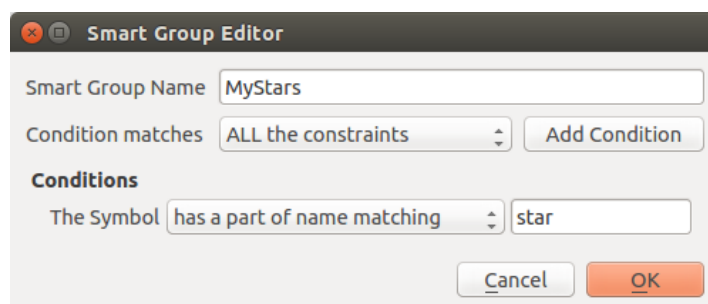 Smart Group Editor
Smart Group Name MyStars
Condition matches ALL the constraints Add Condition
Conditions
The Symbol has a part of name matching star
Cancel OK